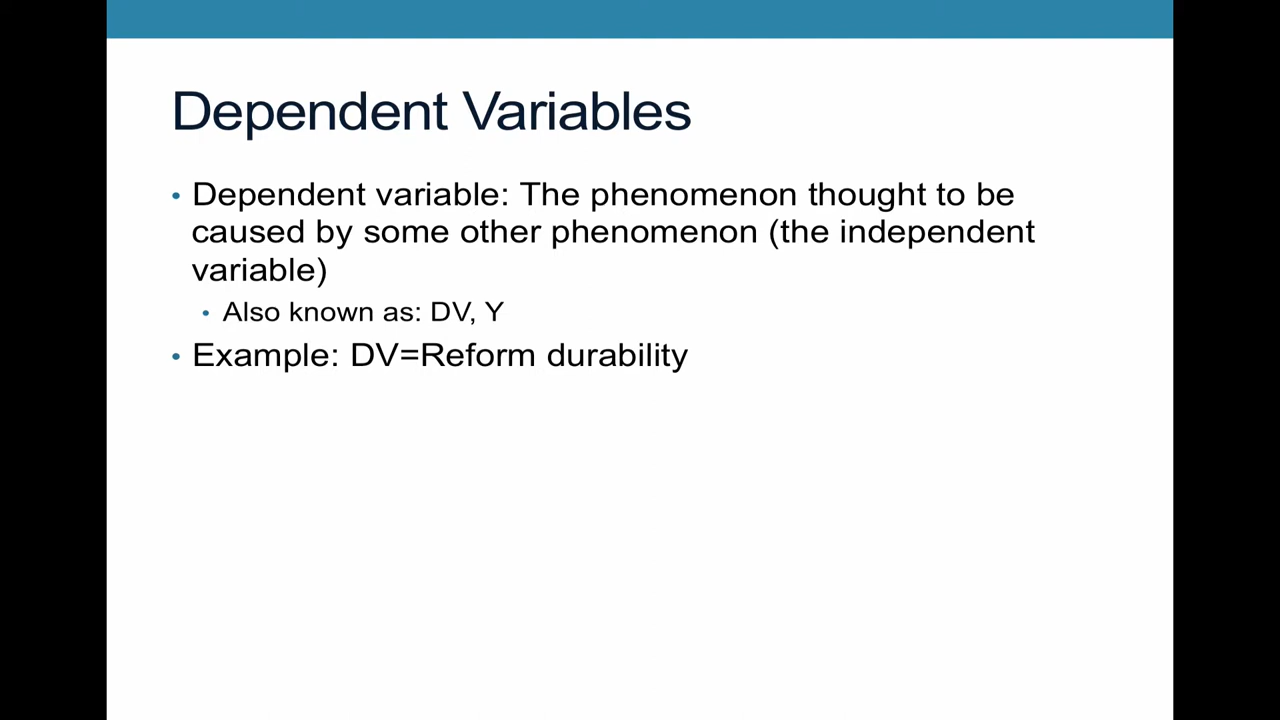 Dependent Variables
• Dependent variable: The phenomenon thought to be
caused by some other phenomenon (the independent
variable)
• Also known as: DV, Y
• Example: DV=Reform durability